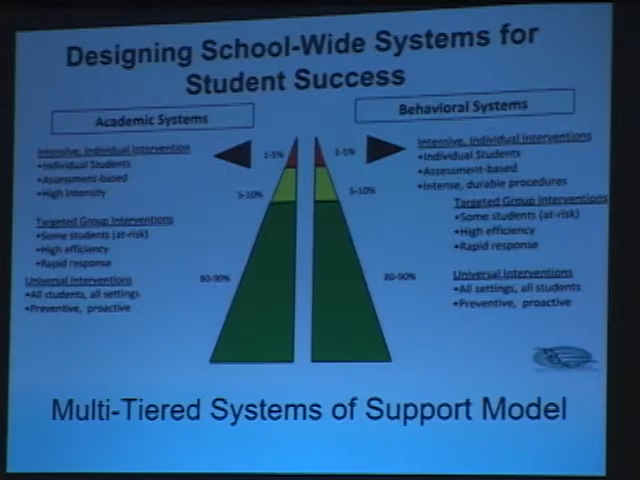 Designing School-Wide Systems for
Student Success
Academic Systems
Behavioral Systems
Intensive, Individual Intervention
•Individual Students
•Assessment-based
•High Intensity
Targeted Group Interventions
•Some students (at-risk)
•High efficiency
•Rapid response
Universal Interventions
•All students, all settings
•Preventive, proactive
1-5%
5-10%
80-90%
1-5%
5-10%
80-90%
Intensive, Individual Interventions
•Individual Students
•Assessment-based
•Intense, durable procedures
Targeted Group Interventions
•Some students (at-risk)
•High efficiency
•Rapid response
Universal Interventions
•All settings, all students
•Preventive, proactive
Multi-Tiered Systems of Support Model